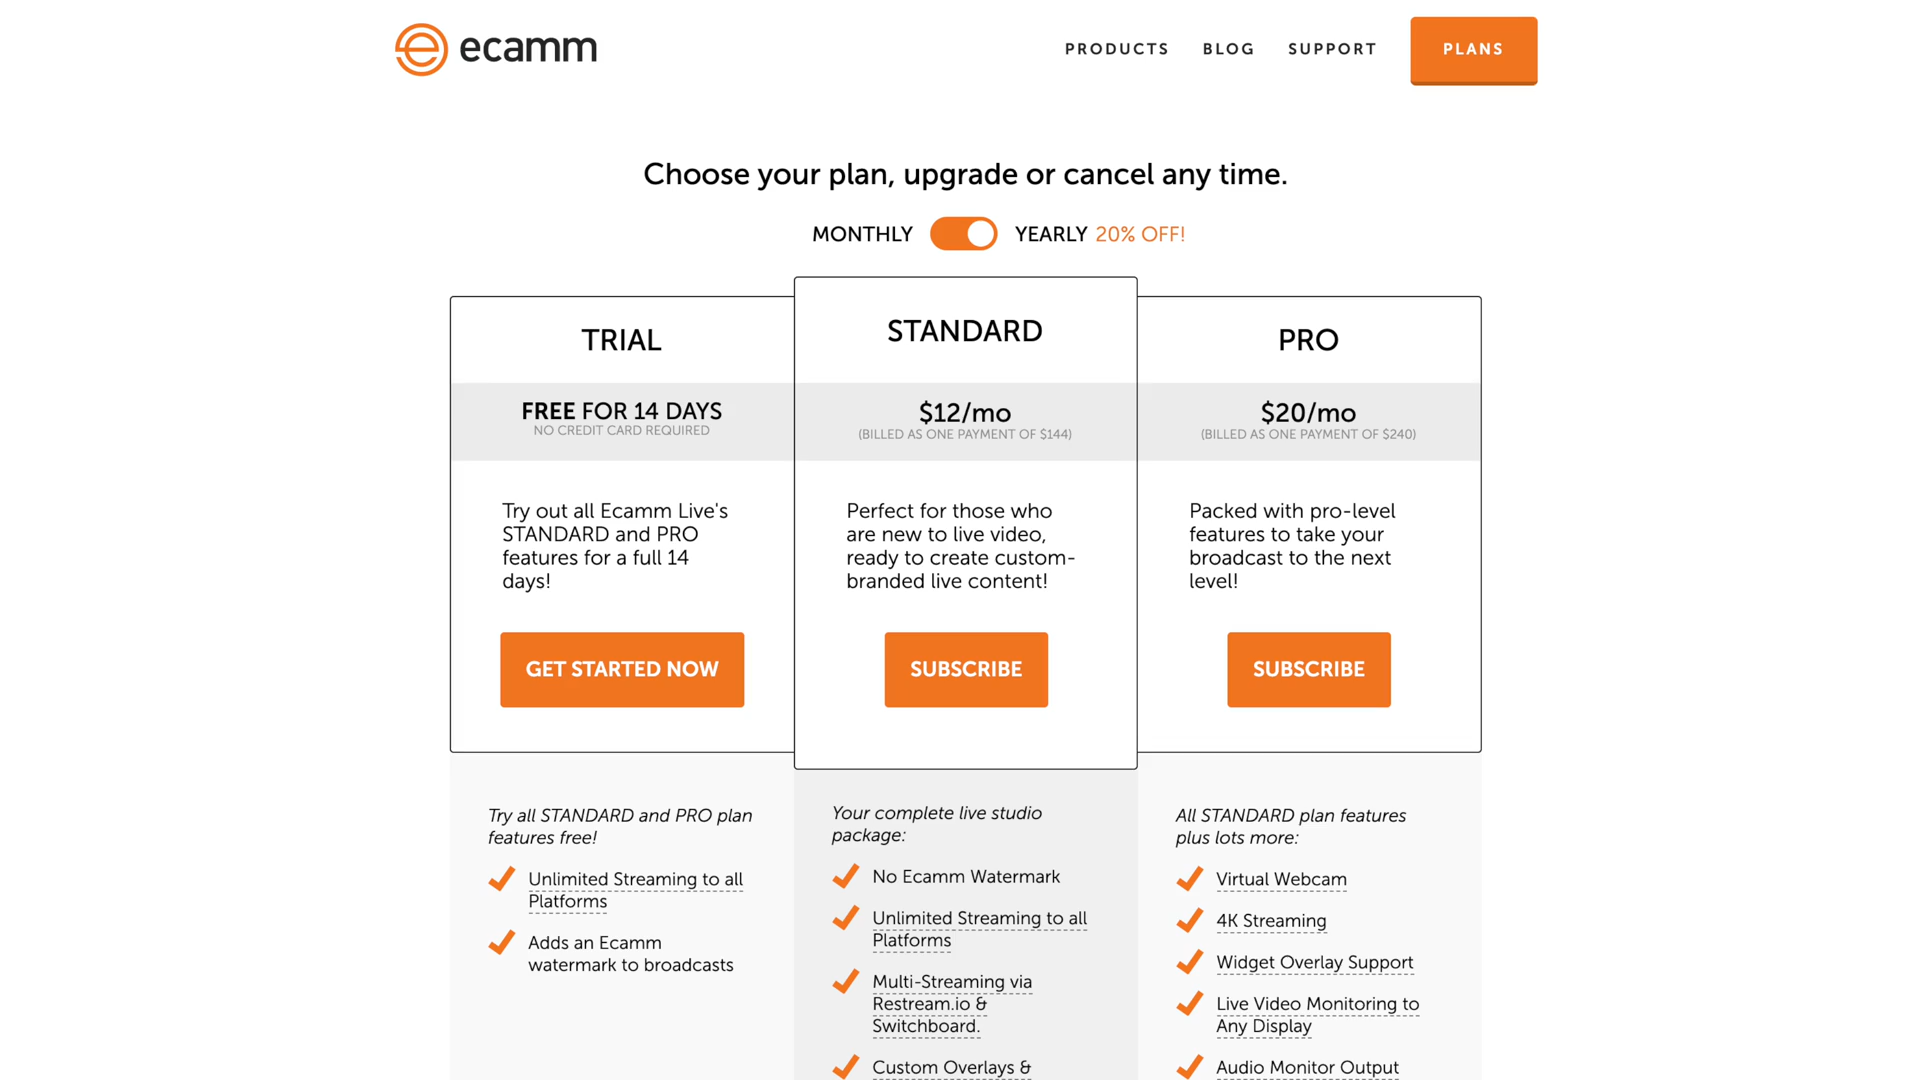 ecamm
PRODUCTS
BLOG
SUPPORT
PLANS
Choose your plan, upgrade or cancel any time.
MONTHLY
YEARLY 20% OFF!
TRIAL
FREE FOR 14 DAYS
NO CREDIT CARD REQUIRED
Try out all Ecamm Live's
STANDARD and PRO
features for a full 14
days!
GET STARTED NOW
Try all STANDARD and PRO plan
features free!
Unlimited Streaming to all
Platforms
Adds an Ecamm
watermark to broadcasts
STANDARD
$12/mo
(BILLED AS ONE PAYMENT OF $144)
Perfect for those who
are new to live video,
ready to create custom-
branded live content!
SUBSCRIBE
Your complete live studio
package:
No Ecamm Watermark
Unlimited Streaming to all
Platforms
Multi-Streaming via
Restream.io &
Switchboard.
Custom Overlays &
PRO
$20/mo
(BILLED AS ONE PAYMENT OF $240)
Packed with pro-level
features to take your
broadcast to the next
level!
SUBSCRIBE
All STANDARD plan features
plus lots more:
Virtual Webcam
4K Streaming
Widget Overlay Support
Live Video Monitoring to
Any Display
Audio Monitor Output